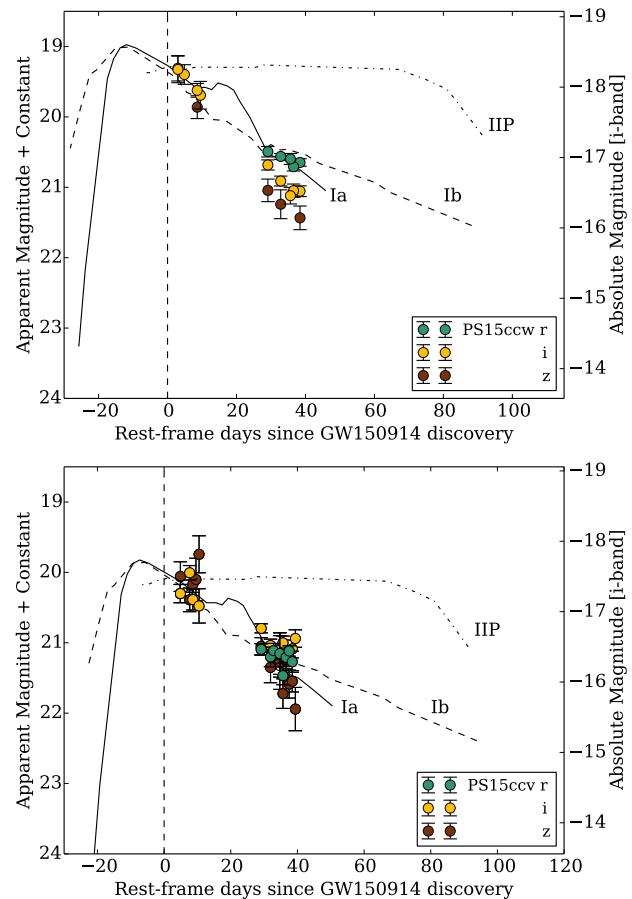 −19
19
−18
20
IIP
−17
21
Ia
Ib
−16
22
−15
23
PS15ccw r
i
z
−14
24
−20
0
20
40
60
80
100
Apparent Magnitude + Constant
Absolute Magnitude [i-band]
Rest-frame days since GW150914 discovery
−19
19
−18
20
−17
IIP
21
−16
Ia
Ib
22
−15
23
PS15ccv r
i
z
−14
24
−20
0
20
40
60
80
100
120
Apparent Magnitude + Constant
Absolute Magnitude [i-band]
Rest-frame days since GW150914 discovery